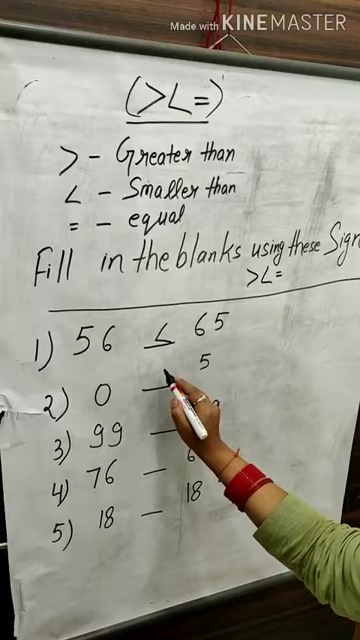 Made with KINEMASTER
(>L=)
> - Greater than
< - Smaller than
= - equal
Fill in the blanks using these Sign
>L=
1) 56 < 65
2) 0 — 5
3) 99 —
4) 76 — 6
5) 18 — 18